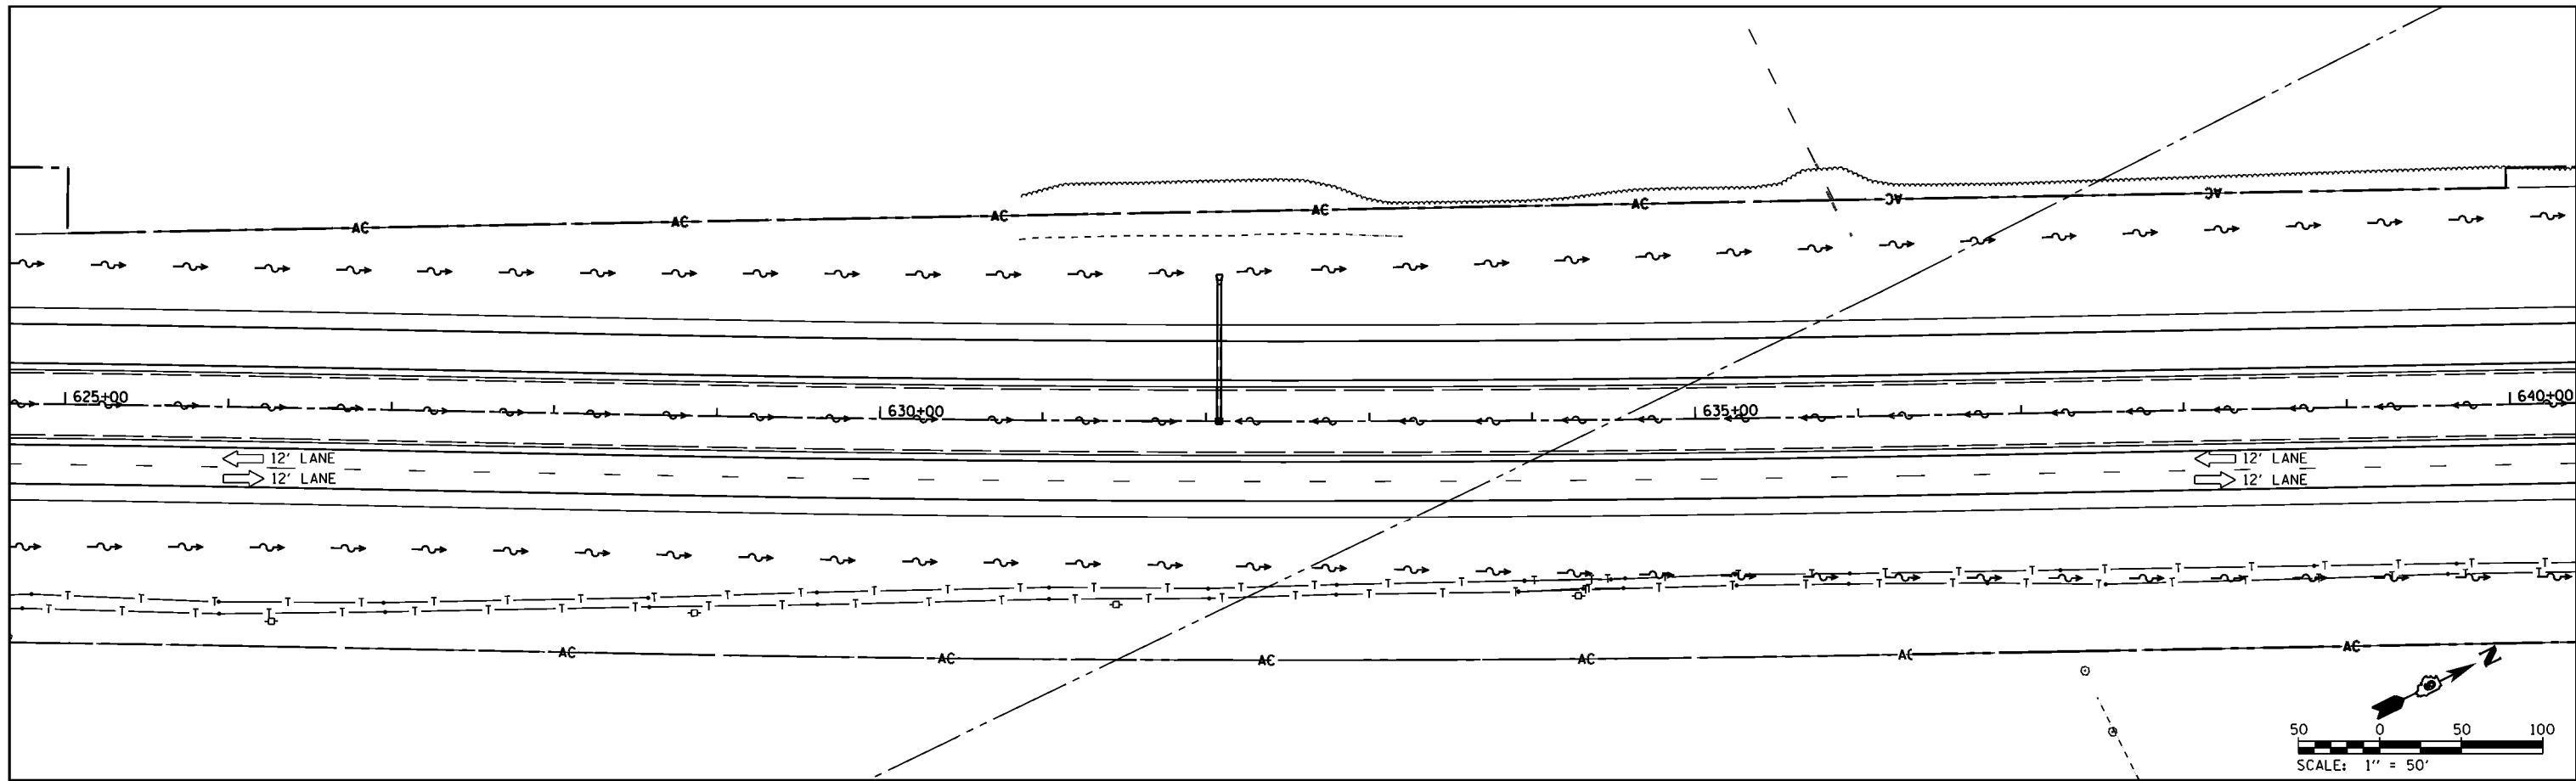 AC AC AC AC AC AC AC
625+00 630+00 635+00 640+00
12' LANE 12' LANE
12' LANE 12' LANE
T T T T T T T T T T T T T T T T T T T T T T T T T T T T T T T T T
T T T T T T T T T T T T T T T T T T T T T T T T T T T T T T T
AC AC AC AC AC AC
N
50 0 50 100
SCALE: 1" = 50'